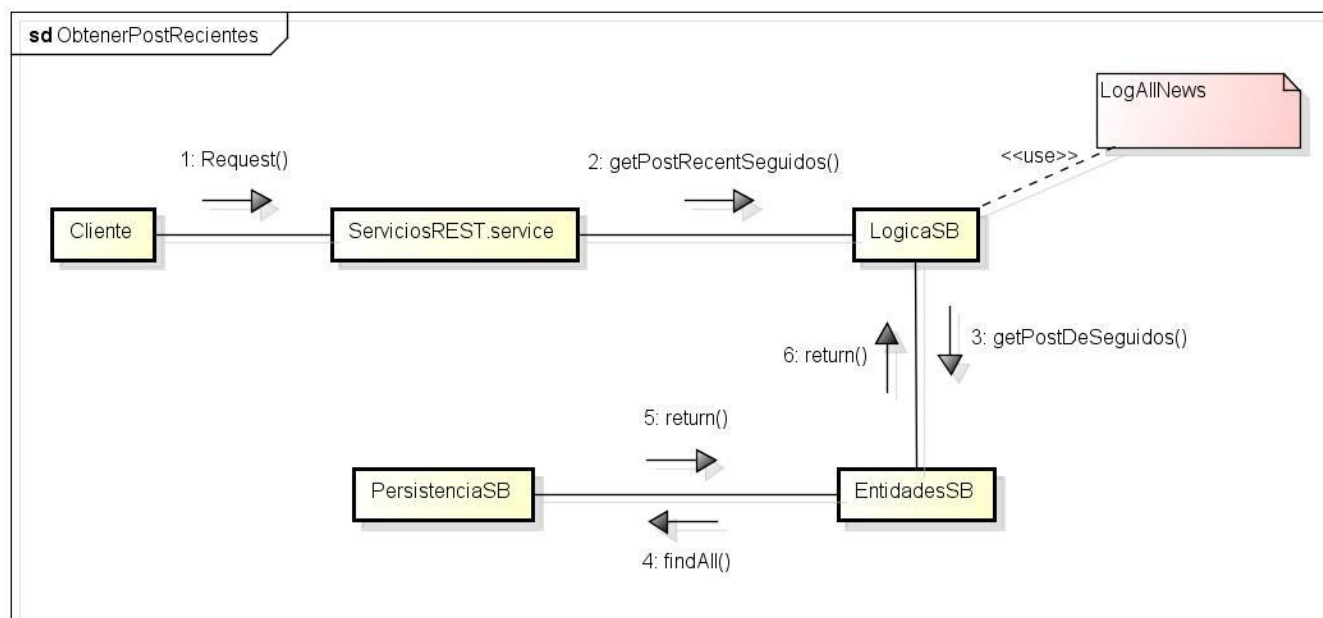 sd ObtenerPostRecientes
LogAllNews
<<use>>
1: Request()
2: getPostRecentSeguidos()
Cliente
ServiciosREST.service
LogicaSB
3: getPostDeSeguidos()
6: return()
5: return()
PersistenciaSB
EntidadesSB
4: findAll()